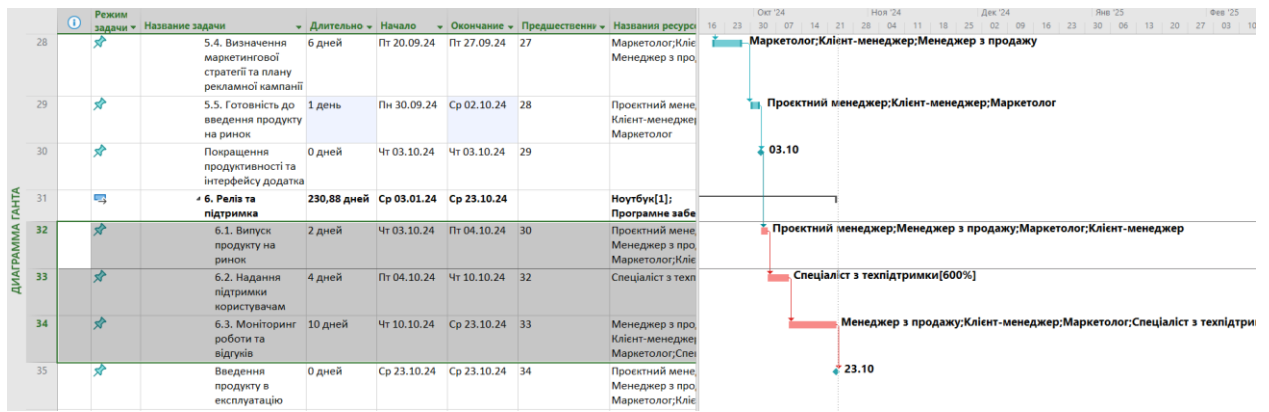 Режим задачи Название задачи Длительно Начало Окончание Предшественни Названия ресурс
Окт '24 Ноя '24 Дек '24 Янв '25 Фев '25
16 23 30 07 14 21 28 04 11 18 25 02 09 16 23 30 06 13 20 27 03 10
ДИАГРАММА ГАНТА
28 5.4. Визначення 6 дней Пт 20.09.24 Пт 27.09.24 27 Маркетолог;Кліє
маркетингової Менеджер з про
стратегії та плану
рекламної кампанії
Маркетолог;Клієнт-менеджер;Менеджер з продажу
29 5.5. Готовність до 1 день Пн 30.09.24 Ср 02.10.24 28 Проєктний мене
введення продукту Клієнт-менеджер
на ринок Маркетолог
Проєктний менеджер;Клієнт-менеджер;Маркетолог
30 Покращення 0 дней Чт 03.10.24 Чт 03.10.24 29
продуктивності та
інтерфейсу додатка
03.10
31 6. Реліз та 230,88 дней Ср 03.01.24 Ср 23.10.24 Ноутбук[1];
підтримка Програмне забе
32 6.1. Випуск 2 дней Чт 03.10.24 Пт 04.10.24 30 Проєктний мене
продукту на Менеджер з про
ринок Маркетолог;Кліє
Проєктний менеджер;Менеджер з продажу;Маркетолог;Клієнт-менеджер
33 6.2. Надання 4 дней Пт 04.10.24 Чт 10.10.24 32 Спеціаліст з техп
підтримки
користувачам
Спеціаліст з техпідтримки[600%]
34 6.3. Моніторинг 10 дней Чт 10.10.24 Ср 23.10.24 33 Менеджер з про
роботи та Клієнт-менеджер
відгуків Маркетолог;Спец
Менеджер з продажу;Клієнт-менеджер;Маркетолог;Спеціаліст з техпідтри
35 Введення 0 дней Ср 23.10.24 Ср 23.10.24 34 Проєктний мене
продукту в Менеджер з про
експлуатацію Маркетолог;Кліє
23.10